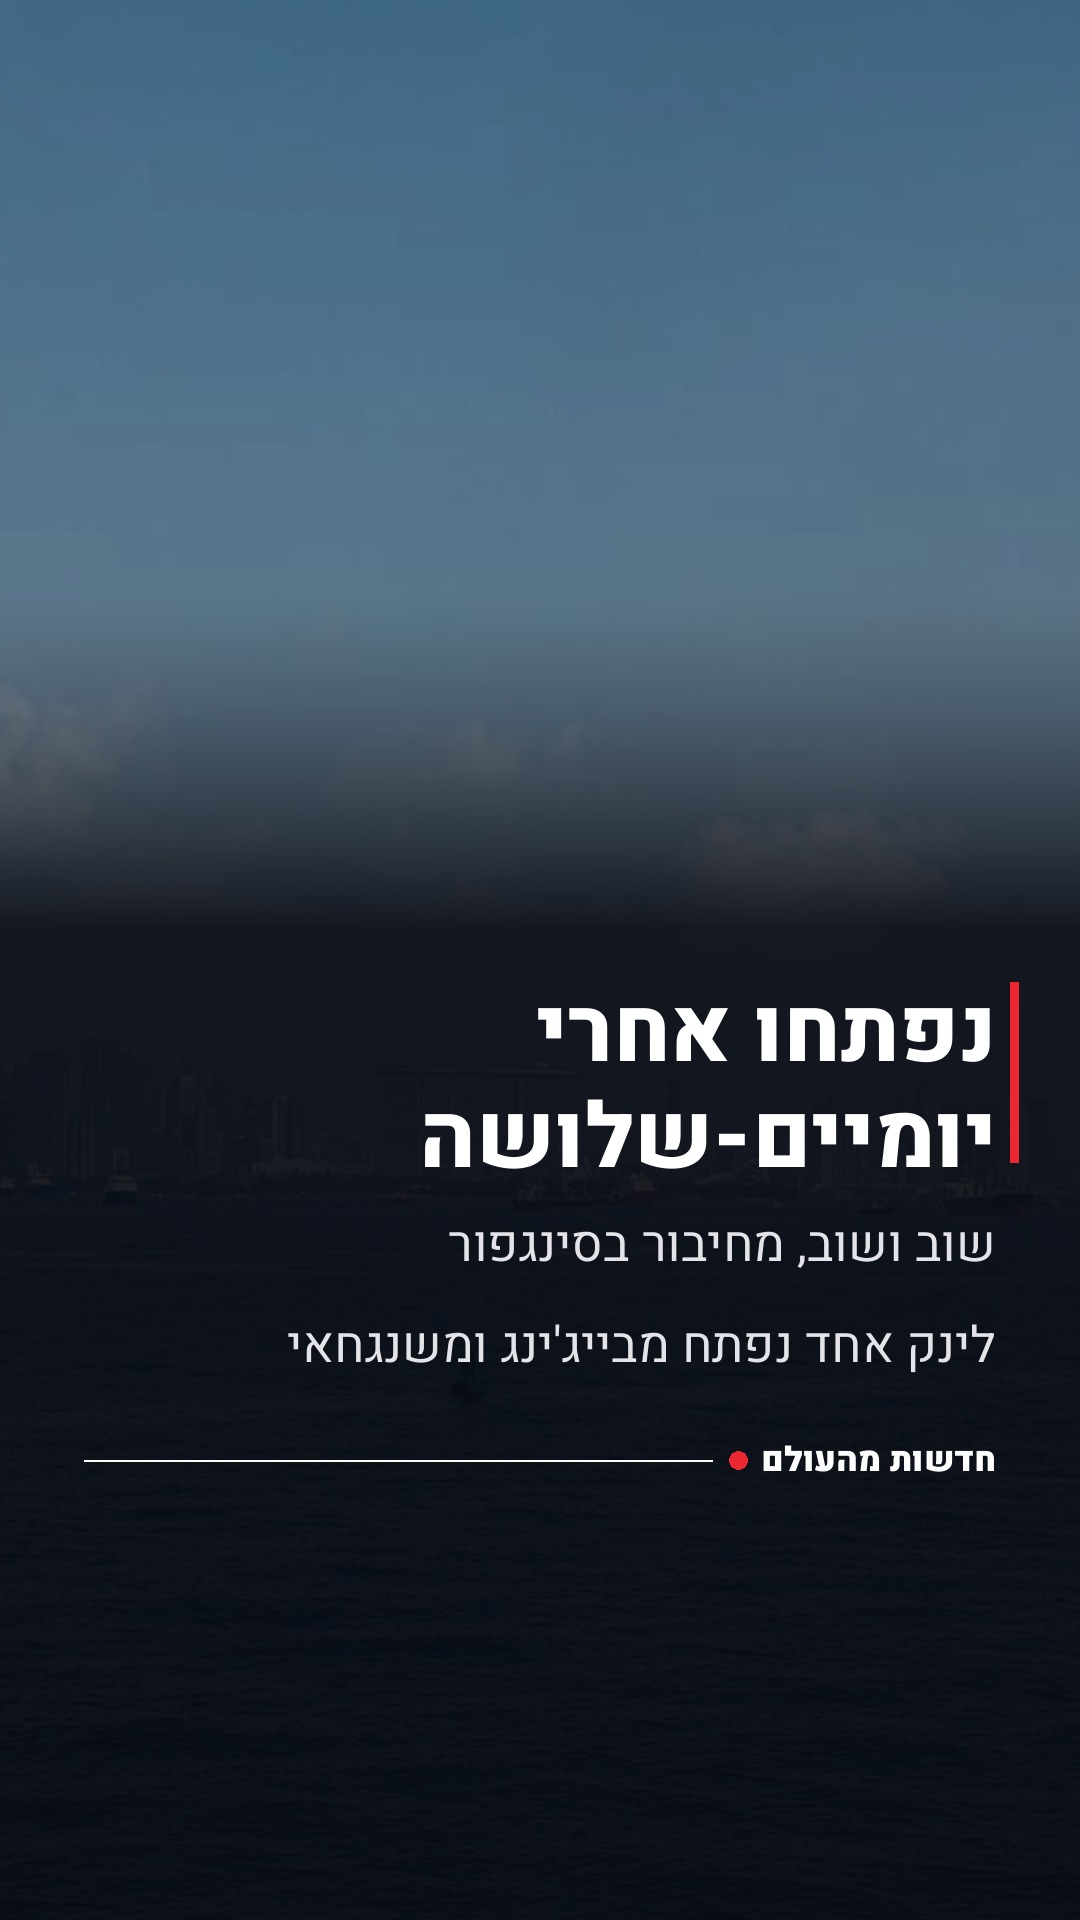 נפתחו אחרי
יומיים-שלושה
שוב ושוב, מחיבור בסינגפור
לינק אחד נפתח מבייג'ינג ומשנגחאי
חדשות מהעולם